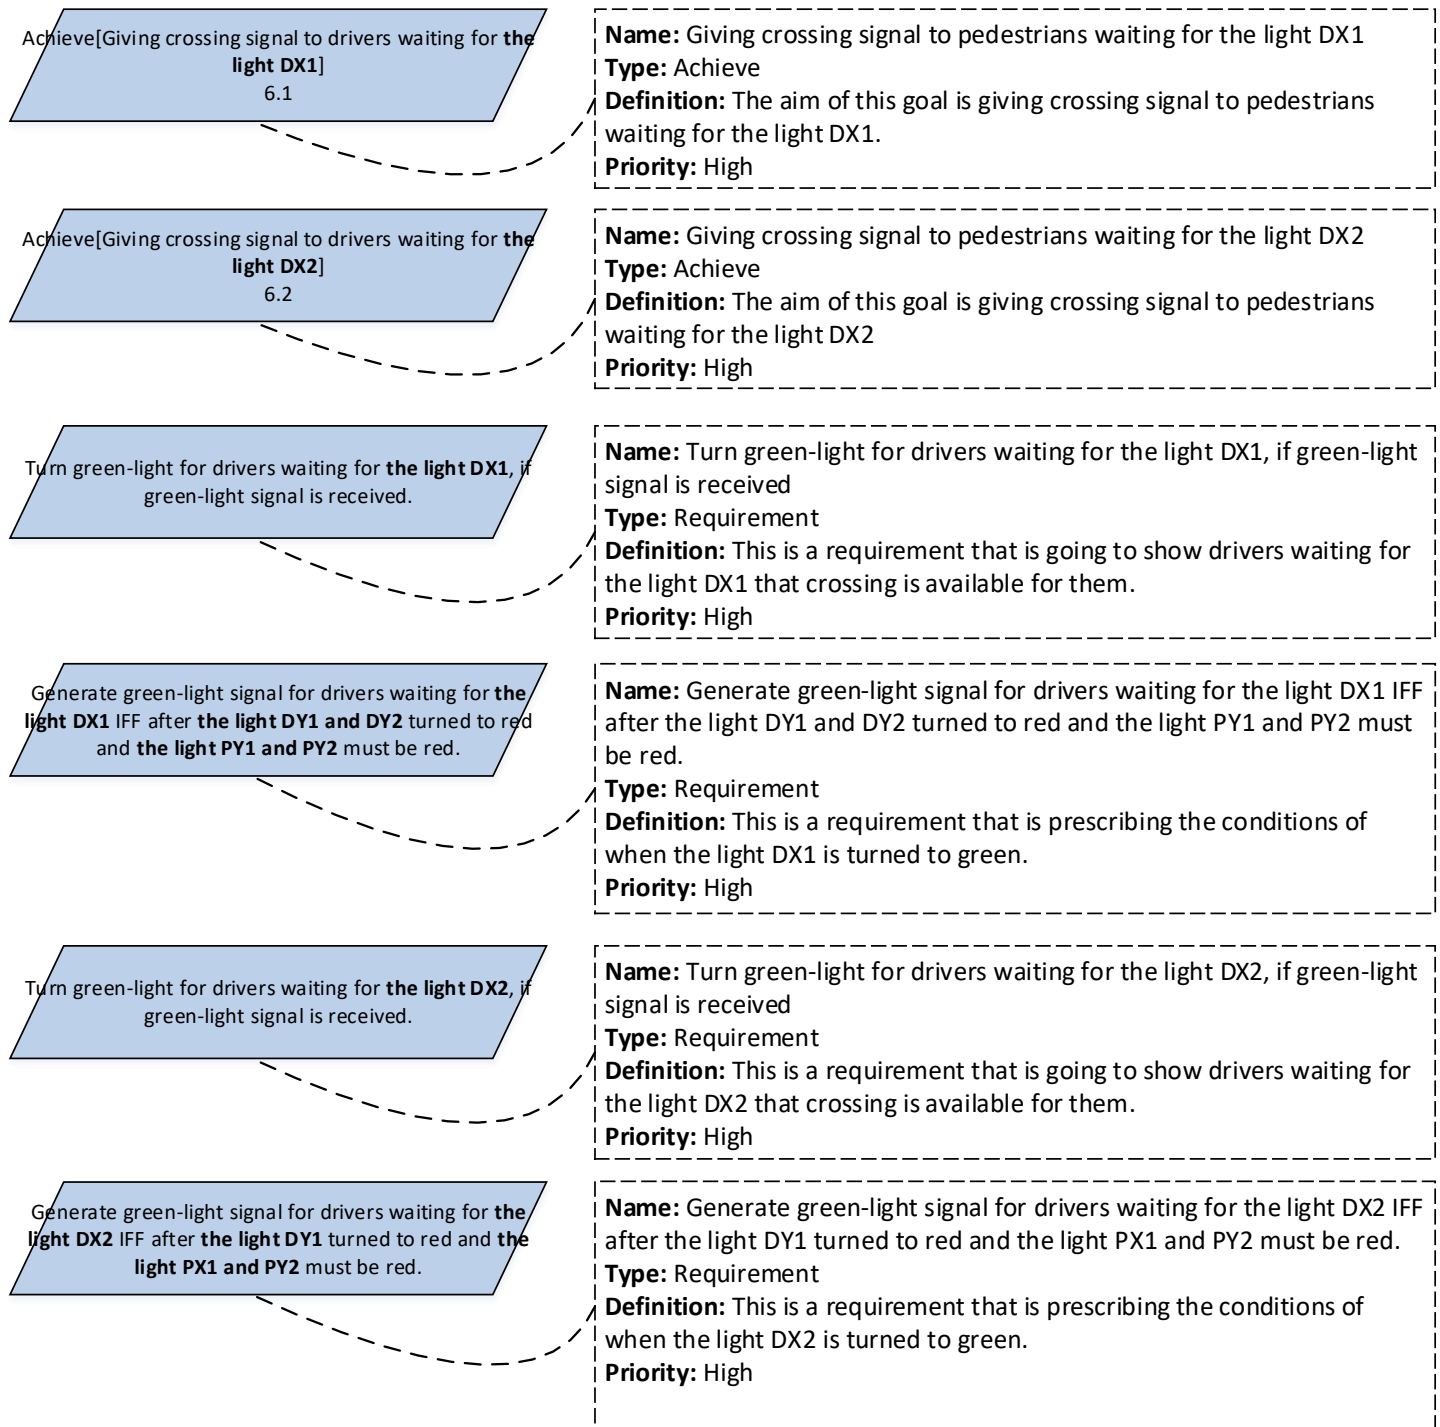 Achieve[Giving crossing signal to drivers waiting for the
light DX1]
6.1
Name: Giving crossing signal to pedestrians waiting for the light DX1
Type: Achieve
Definition: The aim of this goal is giving crossing signal to pedestrians
waiting for the light DX1.
Priority: High
Achieve[Giving crossing signal to drivers waiting for the
light DX2]
6.2
Name: Giving crossing signal to pedestrians waiting for the light DX2
Type: Achieve
Definition: The aim of this goal is giving crossing signal to pedestrians
waiting for the light DX2
Priority: High
Turn green-light for drivers waiting for the light DX1, if
green-light signal is received.
Name: Turn green-light for drivers waiting for the light DX1, if green-light
signal is received
Type: Requirement
Definition: This is a requirement that is going to show drivers waiting for
the light DX1 that crossing is available for them.
Priority: High
Generate green-light signal for drivers waiting for the
light DX1 IFF after the light DY1 and DY2 turned to red
and the light PY1 and PY2 must be red.
Name: Generate green-light signal for drivers waiting for the light DX1 IFF
after the light DY1 and DY2 turned to red and the light PY1 and PY2 must
be red.
Type: Requirement
Definition: This is a requirement that is prescribing the conditions of
when the light DX1 is turned to green.
Priority: High
Turn green-light for drivers waiting for the light DX2, if
green-light signal is received.
Name: Turn green-light for drivers waiting for the light DX2, if green-light
signal is received
Type: Requirement
Definition: This is a requirement that is going to show drivers waiting for
the light DX2 that crossing is available for them.
Priority: High
Generate green-light signal for drivers waiting for the
light DX2 IFF after the light DY1 turned to red and the
light PX1 and PY2 must be red.
Name: Generate green-light signal for drivers waiting for the light DX2 IFF
after the light DY1 turned to red and the light PX1 and PY2 must be red.
Type: Requirement
Definition: This is a requirement that is prescribing the conditions of
when the light DX2 is turned to green.
Priority: High